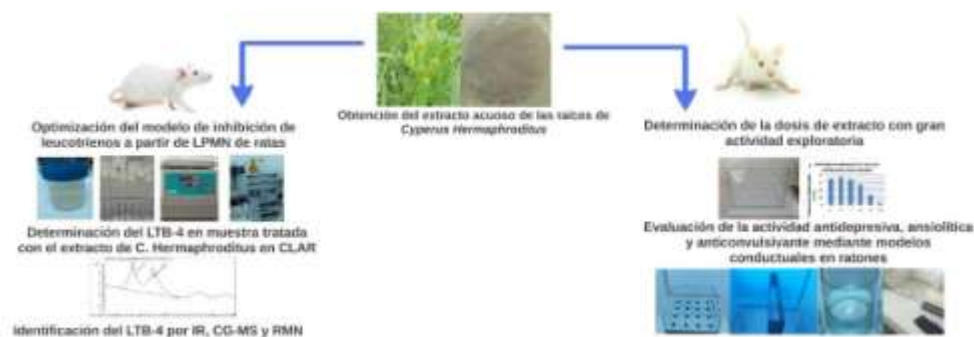 Obtención del extracto acuoso de las raíces de
Cyperus Hermaphroditus
Optimización del modelo de inhibición de
leucotrienos a partir de LPMN de ratas
Determinación del LTB-4 en muestra tratada
con el extracto de C. Hermaphroditus en CLAR
Identificación del LTB-4 por IR, CG-MS y RMN
Determinación de la dosis de extracto con gran
actividad exploratoria
Evaluación de la actividad antidepresiva, ansiolítica
y anticonvulsivante mediante modelos
conductuales en ratones